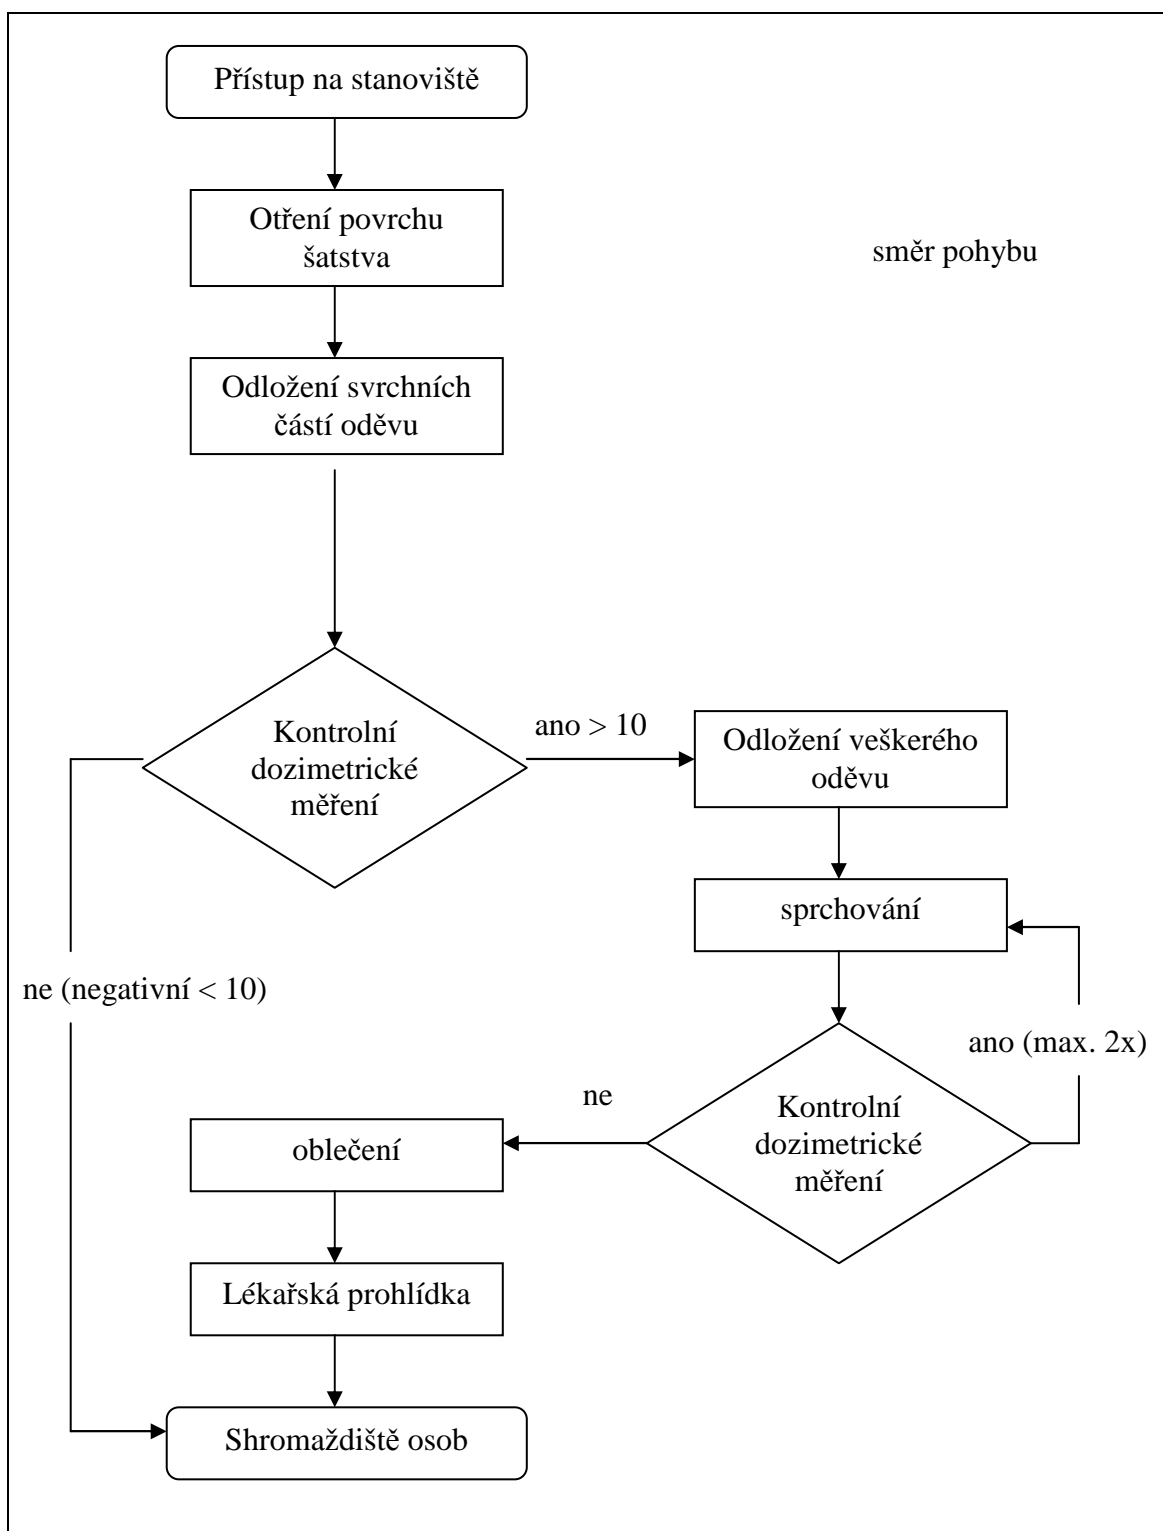 Přístup na stanoviště
Otření povrchu
šatstva
směr pohybu
Odložení svrchních
částí oděvu
Kontrolní
dozimetrické
měření
ano > 10
Odložení veškerého
oděvu
sprchování
ne (negativní < 10)
ano (max. 2x)
Kontrolní
dozimetrické
měření
ne
oblečení
Lékařská prohlídka
Shromaždiště osob